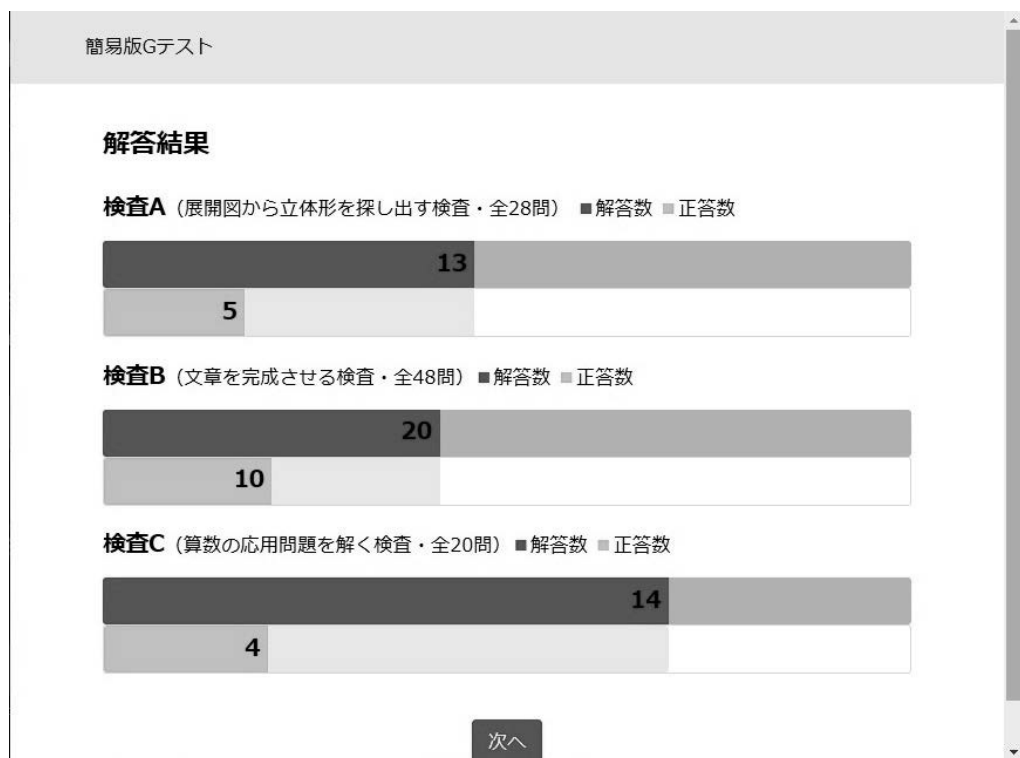 簡易版Gテスト
解答結果
検査A（展開図から立体形を探し出す検査・全28問） ■解答数 ■正答数
13
5
検査B（文章を完成させる検査・全48問） ■解答数 ■正答数
20
10
検査C（算数の応用問題を解く検査・全20問） ■解答数 ■正答数
14
4
次へ